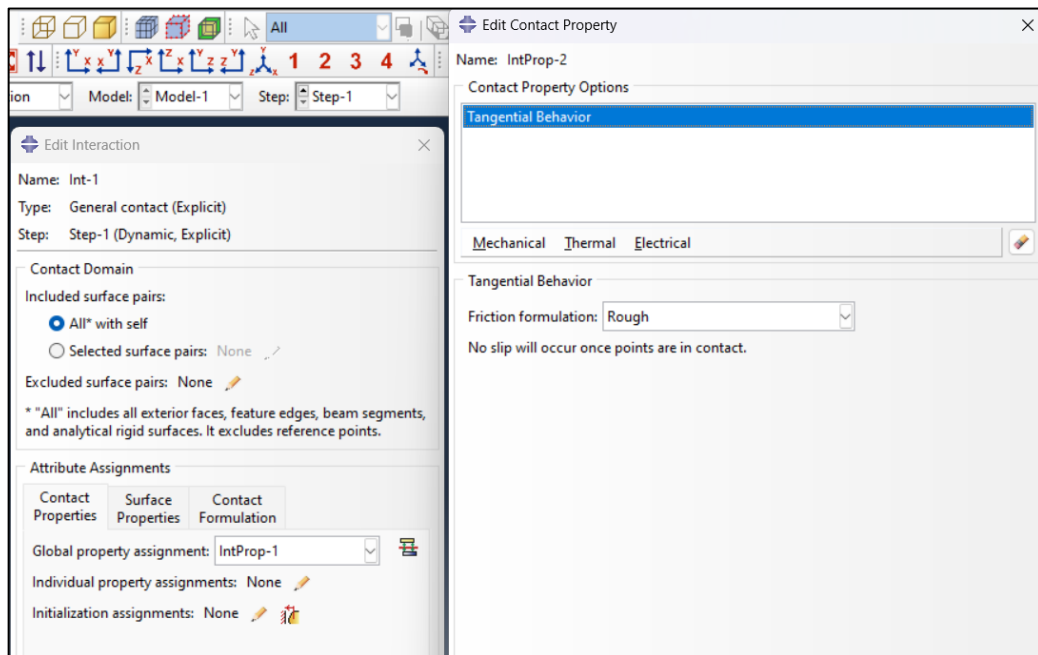 All
1 2 3 4
ion Model: Model-1 Step: Step-1
Edit Interaction
Name: Int-1
Type: General contact (Explicit)
Step: Step-1 (Dynamic, Explicit)
Contact Domain
Included surface pairs:
All* with self
Selected surface pairs: None
Excluded surface pairs: None
* "All" includes all exterior faces, feature edges, beam segments,
and analytical rigid surfaces. It excludes reference points.
Attribute Assignments
Contact Properties
Surface Properties
Contact Formulation
Global property assignment: IntProp-1
Individual property assignments: None
Initialization assignments: None
Edit Contact Property
Name: IntProp-2
Contact Property Options
Tangential Behavior
Mechanical Thermal Electrical
Tangential Behavior
Friction formulation: Rough
No slip will occur once points are in contact.